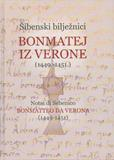 Šibenski bilježnici
BONMATEJ
IZ VERONE
(1449.-1451.)
Notai di Sebenico
BONMATTEO DA VERONA
(1449-1451)